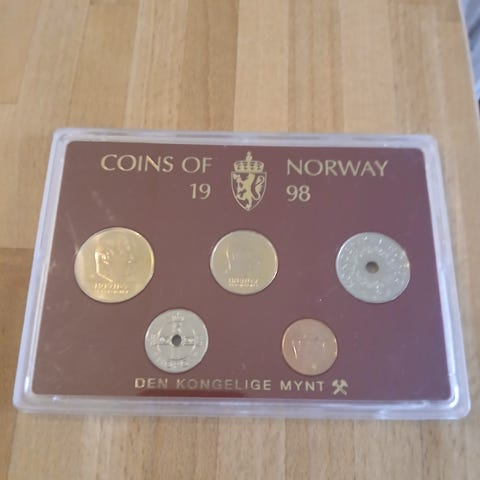 COINS OF NORWAY
19 98
DEN KONGELIGE MYNT